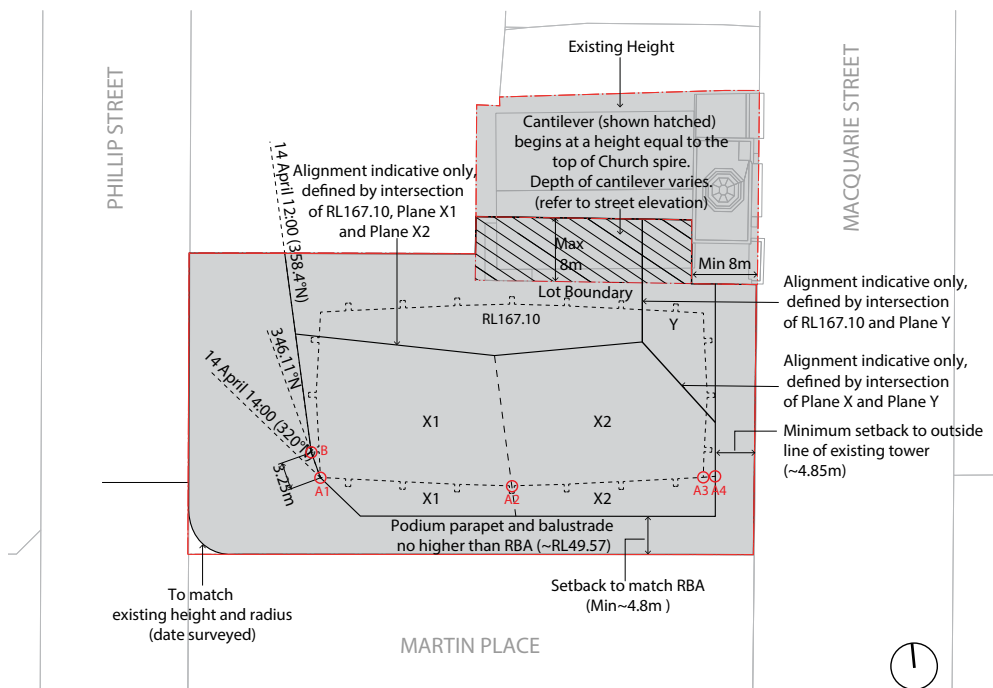 PHILLIP STREET
MACQUARIE STREET
Existing Height
Cantilever (shown hatched)
begins at a height equal to the
top of Church spire.
Depth of cantilever varies.
(refer to street elevation)
14 April 12:00 (358.4°N)
Alignment indicative only,
defined by intersection
of RL167.10, Plane X1
and Plane X2
Max
8m
Min 8m
Lot Boundary
RL167.10
Y
Alignment indicative only,
defined by intersection
of RL167.10 and Plane Y
346.11°N
14 April 14:00 (320°N)
Alignment indicative only,
defined by intersection
of Plane X and Plane Y
X1
X2
Minimum setback to outside
line of existing tower
(~4.85m)
B
3.25m
A1
A2
A3
A4
X1
X2
Podium parapet and balustrade
no higher than RBA (~RL49.57)
To match
existing height and radius
(date surveyed)
Setback to match RBA
(Min~4.8m )
MARTIN PLACE